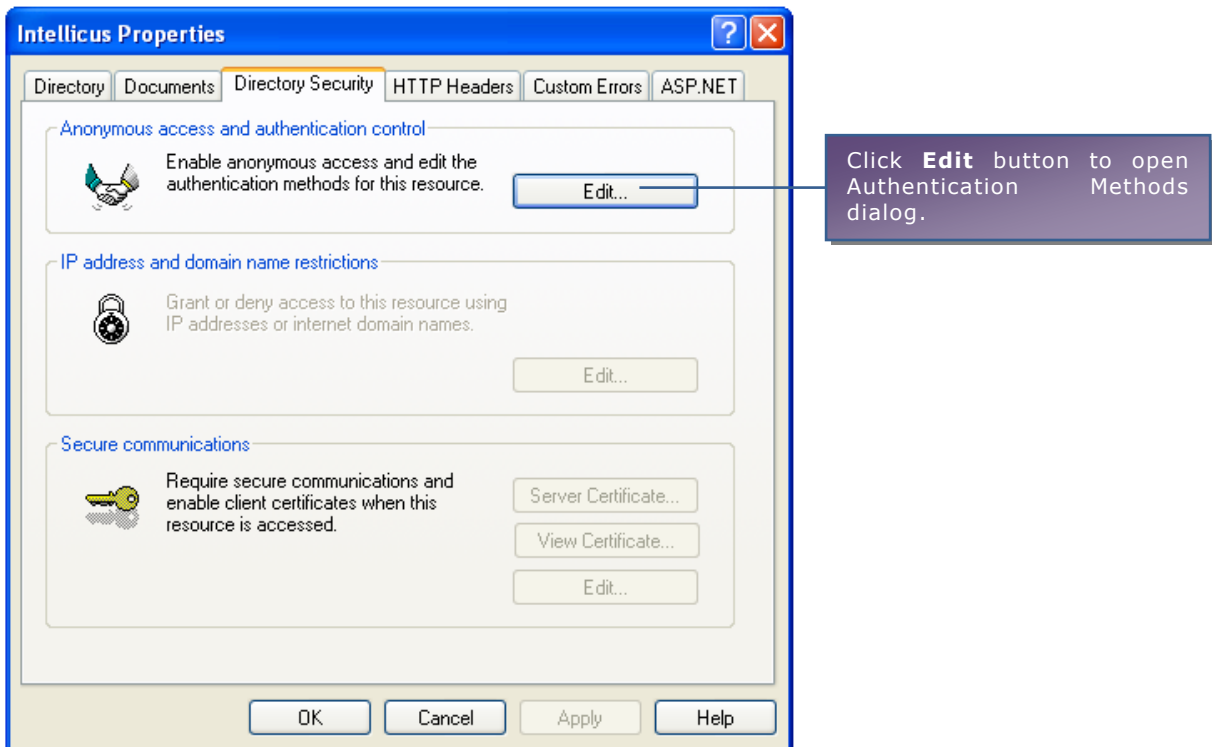 Intellicus Properties
Directory Documents Directory Security HTTP Headers Custom Errors ASP.NET
Anonymous access and authentication control
Enable anonymous access and edit the
authentication methods for this resource.
Edit...
Click Edit button to open
Authentication Methods
dialog.
IP address and domain name restrictions
Grant or deny access to this resource using
IP addresses or internet domain names.
Edit...
Secure communications
Require secure communications and
enable client certificates when this
resource is accessed.
Server Certificate...
View Certificate...
Edit...
OK Cancel Apply Help